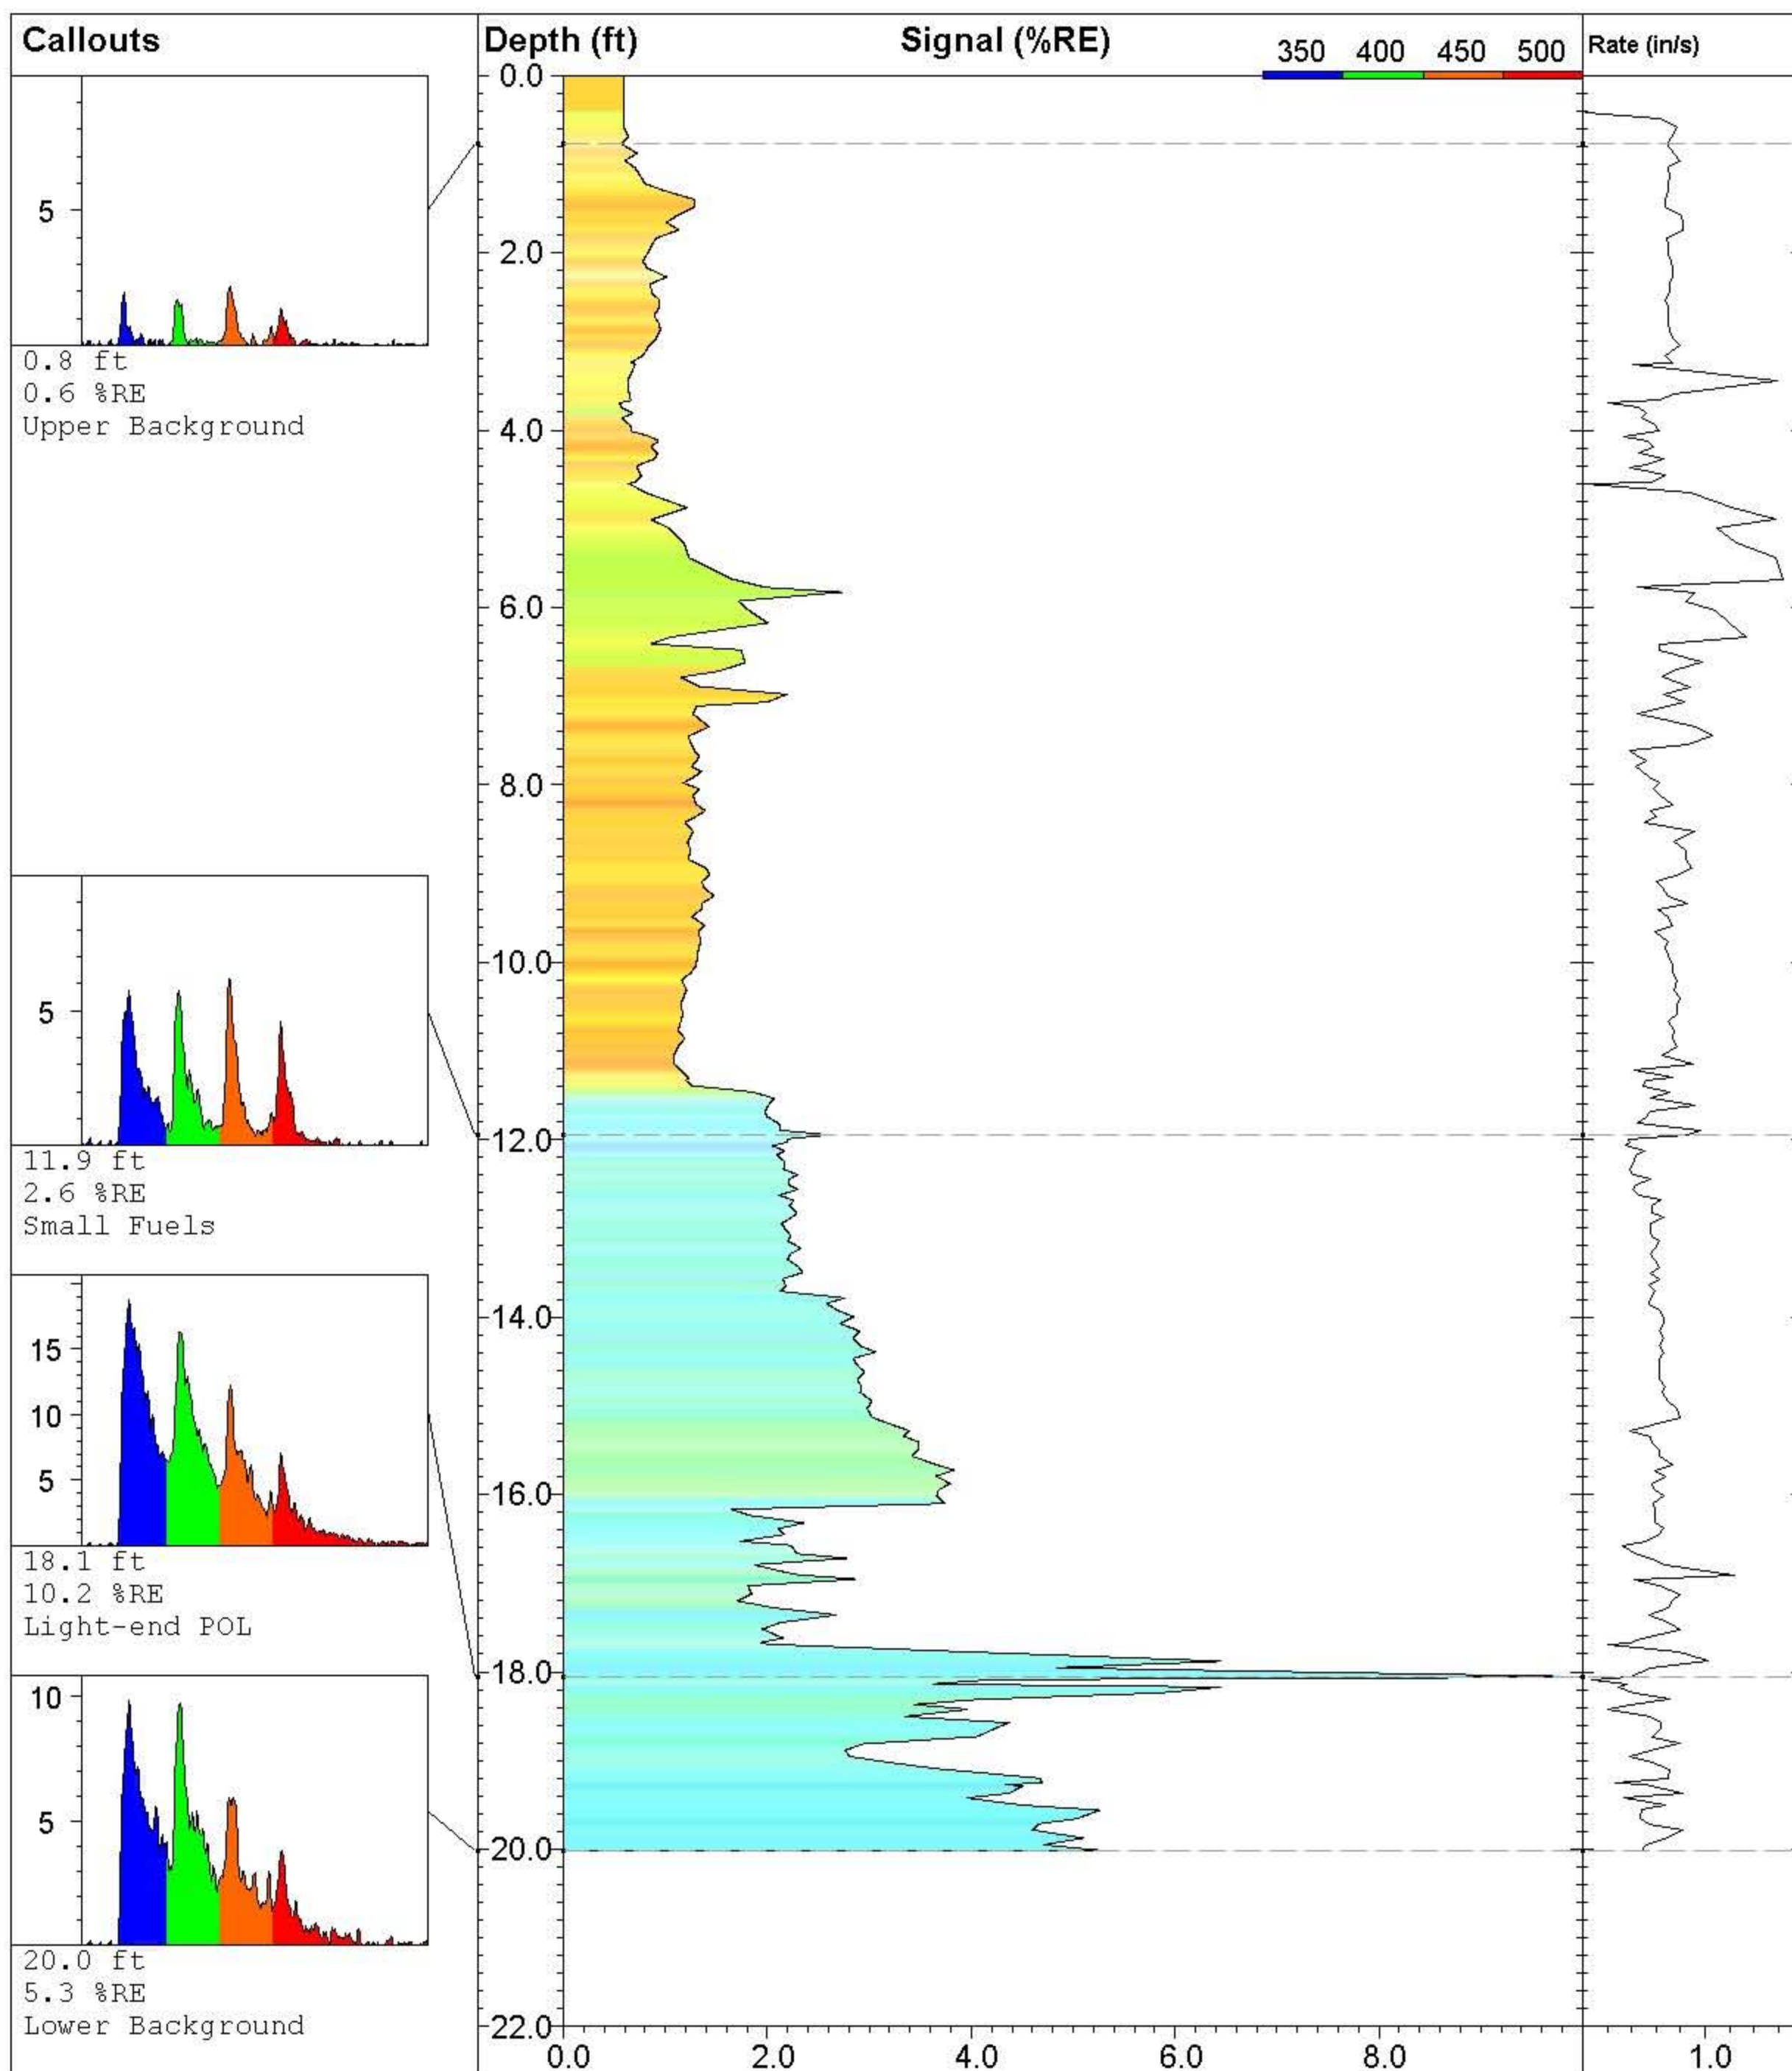 Callouts
Depth (ft)
Signal (%RE)
350 400 450 500
Rate (in/s)
5
0.8 ft
0.6 %RE
Upper Background
5
11.9 ft
2.6 %RE
Small Fuels
15
10
5
18.1 ft
10.2 %RE
Light-end POL
10
5
20.0 ft
5.3 %RE
Lower Background
0.0
2.0
4.0
6.0
8.0
10.0
12.0
14.0
16.0
18.0
20.0
22.0
0.0 2.0 4.0 6.0 8.0
1.0